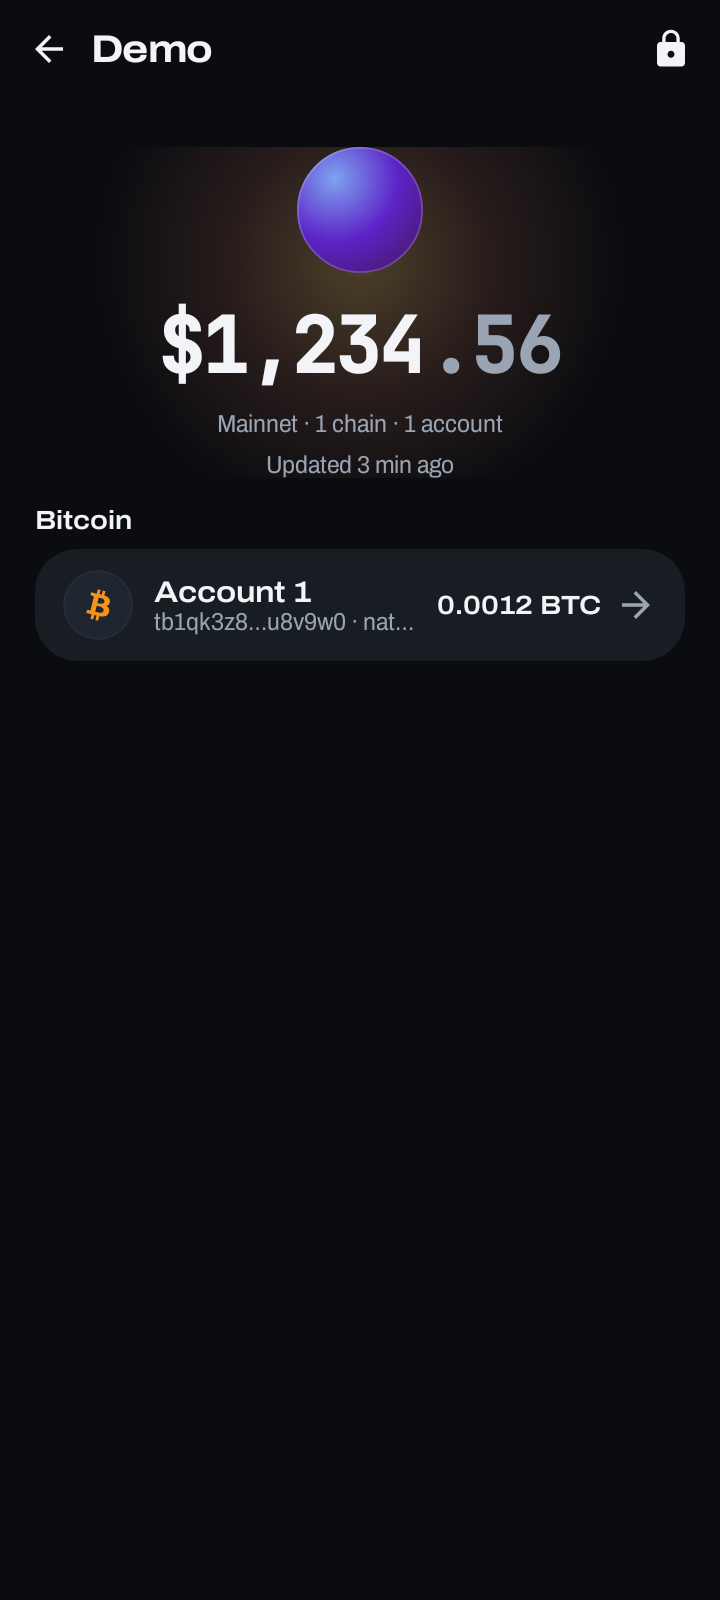 Demo
$1,234.56
Mainnet · 1 chain · 1 account
Updated 3 min ago
Bitcoin
Account 1
tb1qk3z8...u8v9w0 · nat...
0.0012 BTC